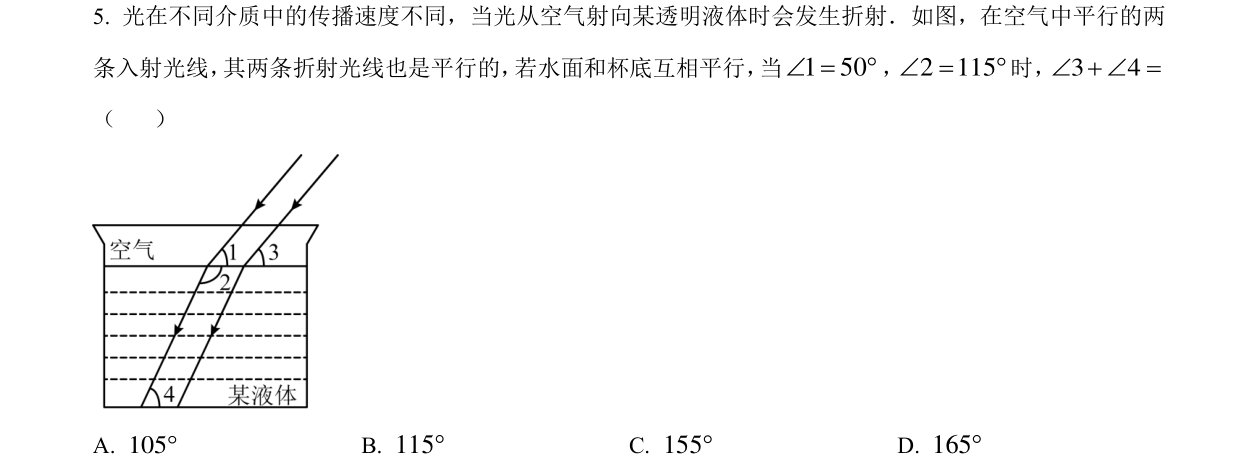 5. 光在不同介质中的传播速度不同，当光从空气射向某透明液体时会发生折射．如图，在空气中平行的两
条入射光线，其两条折射光线也是平行的，若水面和杯底互相平行，当∠1=50°，∠2=115°时，∠3+∠4=
（　　）
空气
1
3
2
4
某液体
A. 105° B. 115° C. 155° D. 165°